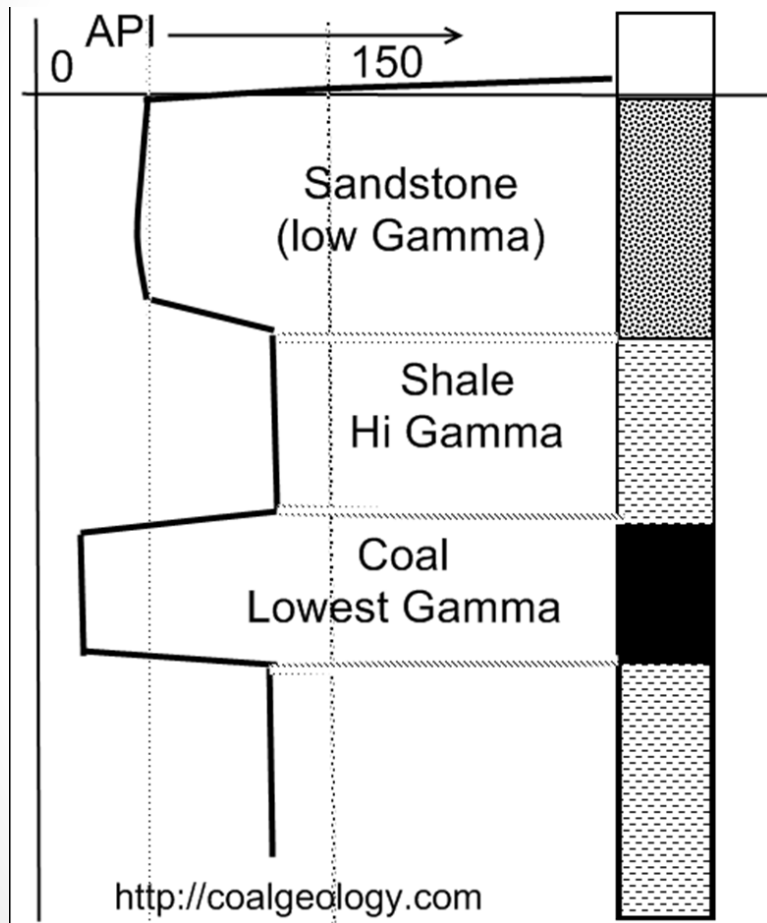 API
0
150
Sandstone
(low Gamma)
Shale
Hi Gamma
Coal
Lowest Gamma
http://coalgeology.com